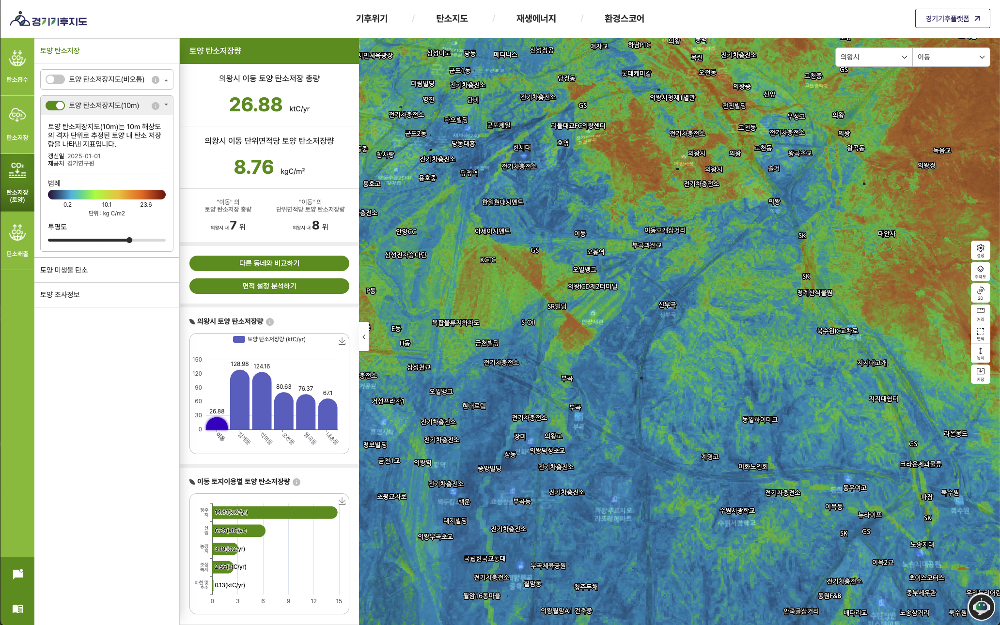 경기기후지도
기후위기 / 탄소지도 / 재생에너지 / 환경스코어
경기기후플랫폼
탄소흡수
탄소저장
탄소저장
(토양)
탄소배출
토양 탄소저장
토양 탄소저장지도(비오톱)
토양 탄소저장지도(10m)
토양 탄소저장지도(10m)는 10m 해상도
의 격자 단위로 추정된 토양 내 탄소 저장
량을 나타낸 지표입니다.
갱신일 2025-01-01
제공처 경기연구원
범례
0.2 10.1 23.6
단위 : kg C/m2
투명도
토양 미생물 탄소
토양 조사정보
토양 탄소저장량
의왕시 이동 토양 탄소저장 총량
26.88 ktC/yr
의왕시 이동 단위면적당 토양 탄소저장량
8.76 kgC/m²
"이동" 의
토양 탄소저장 총량
의왕시 내 7 위
"이동" 의
단위면적당 토양 탄소저장량
의왕시 내 8 위
다른 동네와 비교하기
면적 설정 분석하기
의왕시 토양 탄소저장량
토양 탄소저장량 (ktC/yr)
150
120
90
60
30
0
26.88
128.98
124.16
80.63
76.37
67.1
이동
청계동
학의동
오전동
왕곡동
내손동
이동 토지이용별 토양 탄소저장량
정주지 14.81(ktC/yr)
산림 6.29(ktC/yr)
농경지 3.10(ktC/yr)
조성녹지 2.55(ktC/yr)
하천 및 호소 0.13(ktC/yr)
0 3 6 9 12 15
의왕시
이동
설정
주제도
3D
2D
거리
면적
높이
저장
시민체육광장
삼성미도
당동
메디니스
신성정공
애자교
하남PTC
의왕
목련
전기차충전소
군포1동
당정동
롯데케미칼
오전동
고천중
GS
미림빌딩
전기차충전소
의왕중
신양
영진
단비
전기차충전소
GS
의왕시청제1별관
전진빌딩
전기차충전소
다오빌딩
군포제일
리틀대교FC의왕센터
우성고
의왕
군포2동
전기차충전소
고천동
전기차충전소
의왕
당동대흥
한세대
호영
고천동
왕곡동
녹음교
참사랑
전기차충전소
의왕시
의왕
왕곡초교
전기차충전소
당정역
의왕시
솔거
의왕정
용호고
용호중
전기차충전소
한일현대시멘트
의왕
충전소
안양CC
아세아시멘트
이동
이동고개삼거리
SK
대안사
삼성전자승마단
GS
오봉역
부곡과선교
KCTC
오일뱅크
SK
P동
의왕ICD제2터미널
청계산식물원
SR빌딩
신부곡
복합물류지하차도
S-Oil
안양세관
E동
북수원IC교차로
H동
금천빌딩
삼성천교
전기차충전소
지지대고개
충전소
부곡
오일뱅크
거성프라자1
현대로템
부곡
지지대쉼터
전기차충전소
전기차충전소
동일하이테크
청보빌딩
전기차충전소
장미
의왕고
라온몽드
GS
금천1교
의왕역
삼동
의왕덕성초교
계명고
중앙빌딩
전기차충전소
이화노인회
크라운제과물류
전기차충전소
초평교차로
백운
부곡동
전기차충전소
전기차충전소
동우여고
북수원
파장
대지빌딩
수원서광학교
이목동
뉴라이프
SK
의왕부곡초교
전기차충전소
SK
GS
노송지대
국립한국교통대
부곡체육공원
이목2교
전기차충전소
월암동
청주두채
전기차충전소
초이스모터스
월암16통마을
동원F&B
중부세우관
의왕월암A1 건축중
안죽골삼거리
배다리교
노송삼거리
북수원